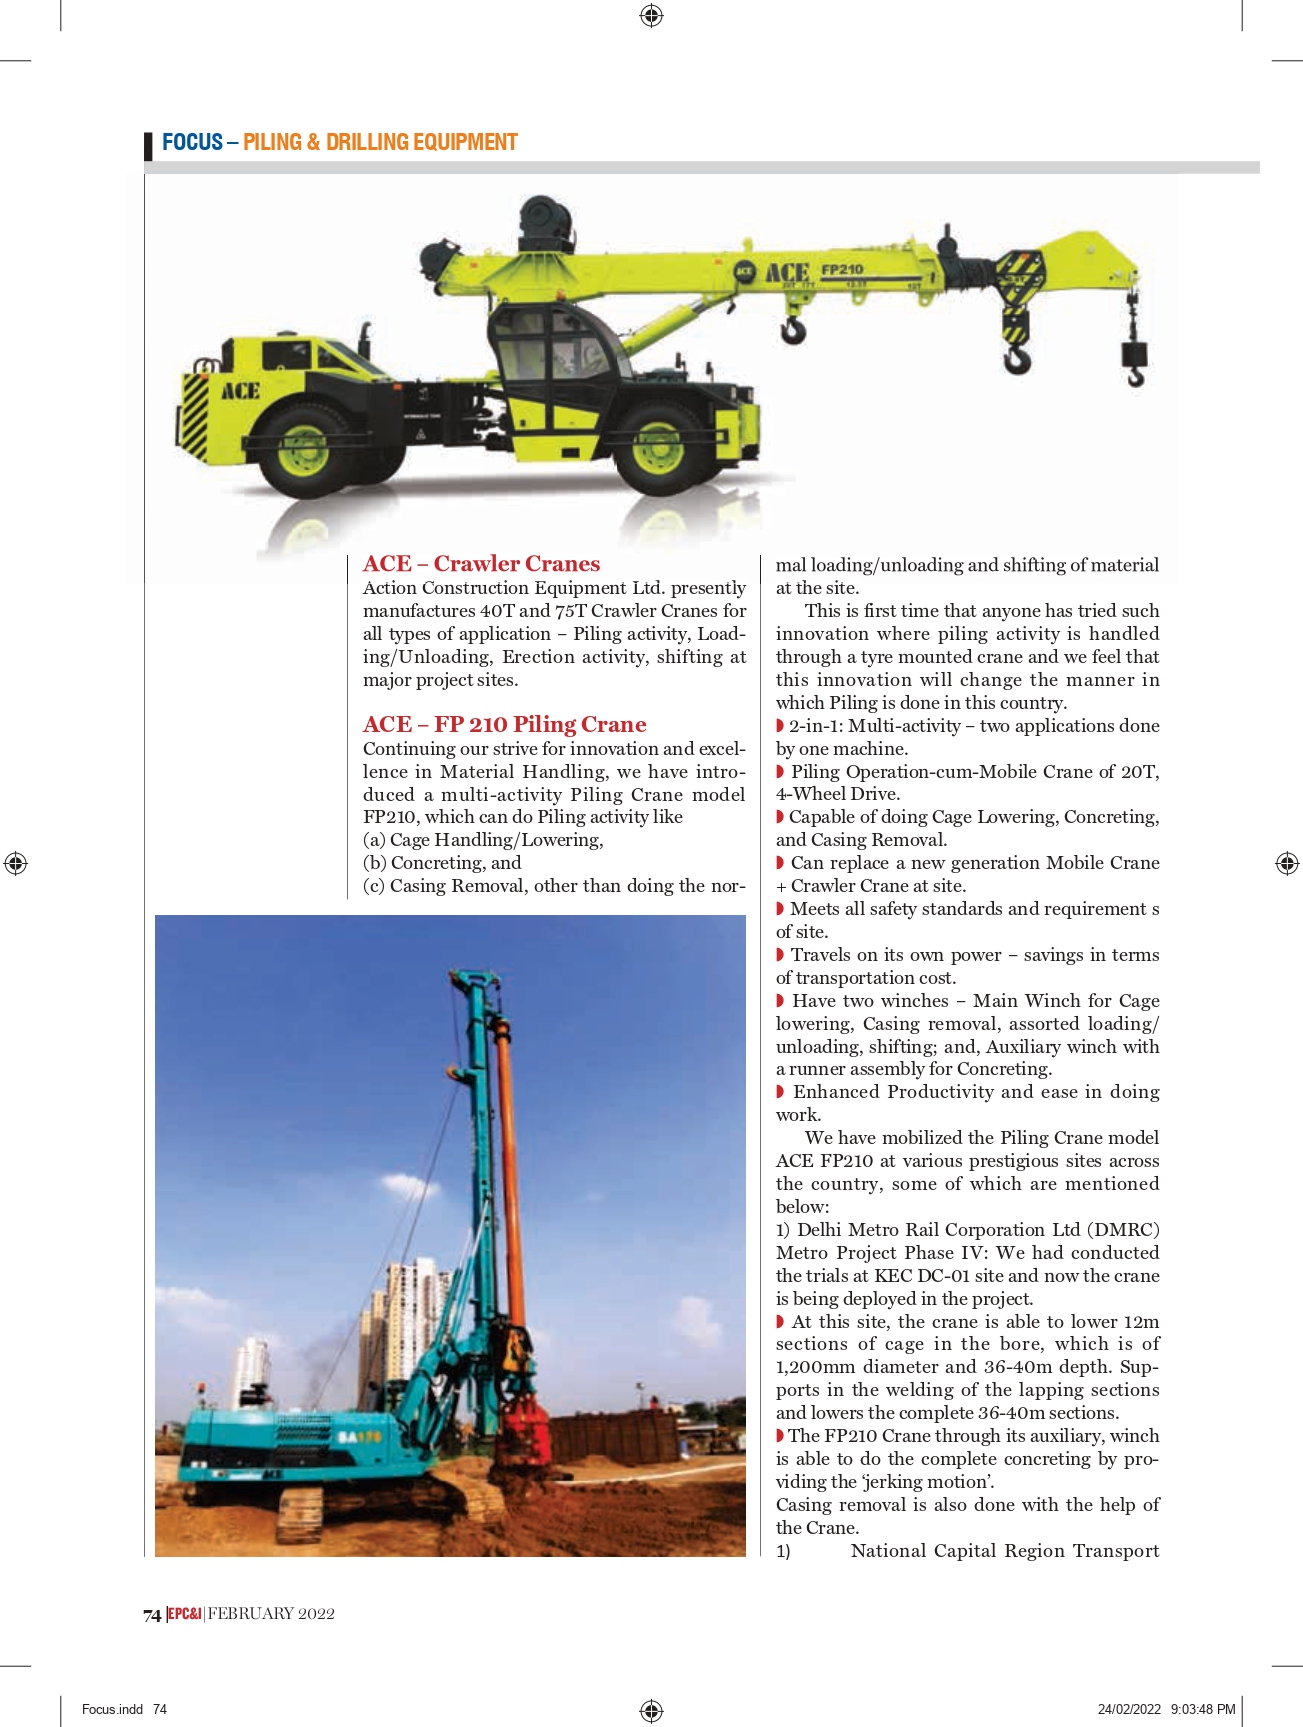 FOCUS – PILING & DRILLING EQUIPMENT
ACE FP210
20T 17T 13.5T 12T
ACE
ACE
ACE – Crawler Cranes
Action Construction Equipment Ltd. presently
manufactures 40T and 75T Crawler Cranes for
all types of application – Piling activity, Load-
ing/Unloading, Erection activity, shifting at
major project sites.
ACE – FP 210 Piling Crane
Continuing our strive for innovation and excel-
lence in Material Handling, we have intro-
duced a multi-activity Piling Crane model
FP210, which can do Piling activity like
(a) Cage Handling/Lowering,
(b) Concreting, and
(c) Casing Removal, other than doing the nor-
mal loading/unloading and shifting of material
at the site.
This is first time that anyone has tried such
innovation where piling activity is handled
through a tyre mounted crane and we feel that
this innovation will change the manner in
which Piling is done in this country.
◗ 2-in-1: Multi-activity – two applications done
by one machine.
◗ Piling Operation-cum-Mobile Crane of 20T,
4-Wheel Drive.
◗ Capable of doing Cage Lowering, Concreting,
and Casing Removal.
◗ Can replace a new generation Mobile Crane
+ Crawler Crane at site.
◗ Meets all safety standards and requirement s
of site.
◗ Travels on its own power – savings in terms
of transportation cost.
◗ Have two winches – Main Winch for Cage
lowering, Casing removal, assorted loading/
unloading, shifting; and, Auxiliary winch with
a runner assembly for Concreting.
◗ Enhanced Productivity and ease in doing
work.
We have mobilized the Piling Crane model
ACE FP210 at various prestigious sites across
the country, some of which are mentioned
below:
1) Delhi Metro Rail Corporation Ltd (DMRC)
Metro Project Phase IV: We had conducted
the trials at KEC DC-01 site and now the crane
is being deployed in the project.
◗ At this site, the crane is able to lower 12m
sections of cage in the bore, which is of
1,200mm diameter and 36-40m depth. Sup-
ports in the welding of the lapping sections
and lowers the complete 36-40m sections.
◗ The FP210 Crane through its auxiliary, winch
is able to do the complete concreting by pro-
viding the ‘jerking motion’.
Casing removal is also done with the help of
the Crane.
1) National Capital Region Transport
74 |EPC&I|FEBRUARY 2022
Focus.indd 74
24/02/2022 9:03:48 PM